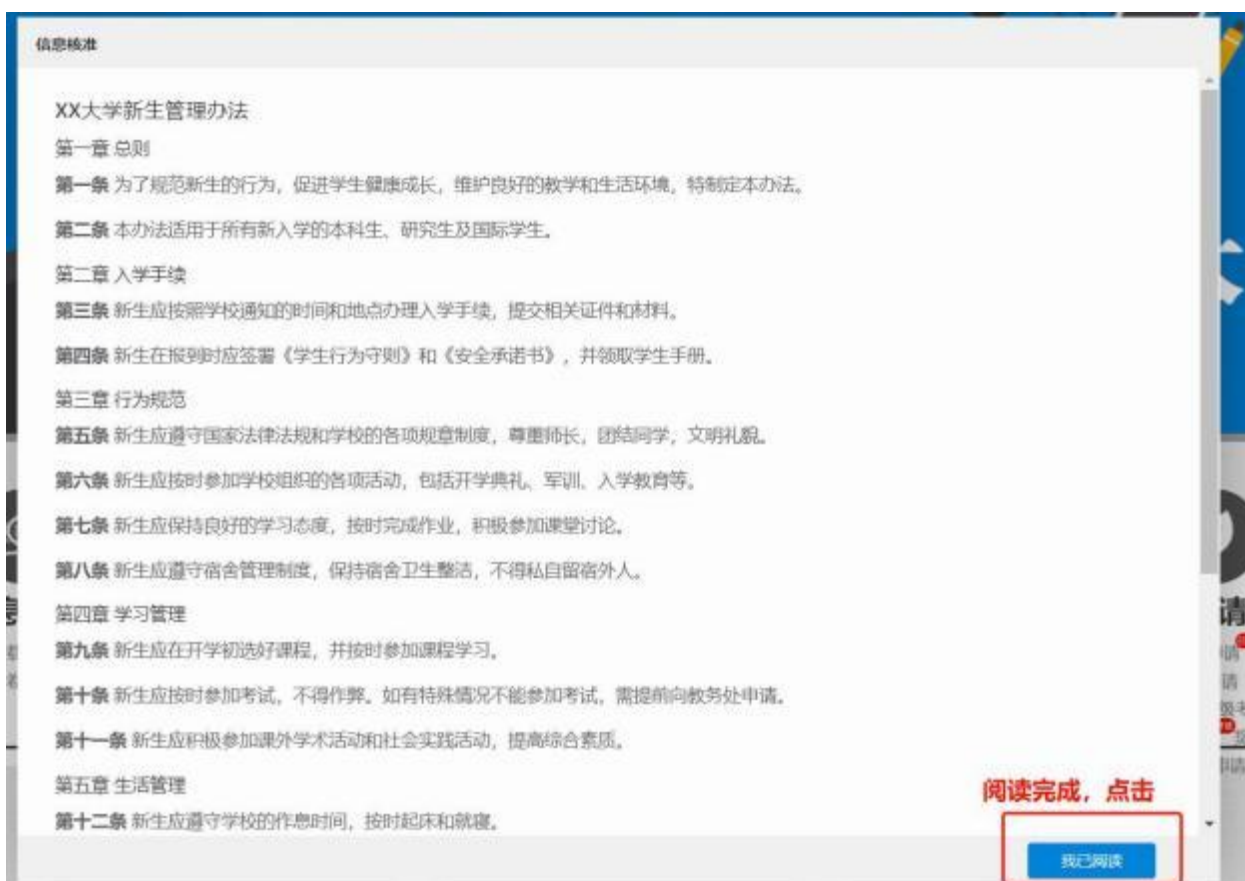 信息核准
XX大学新生管理办法
第一章 总则
第一条 为了规范新生的行为，促进学生健康成长，维护良好的教学和生活环境，特制定本办法。
第二条 本办法适用于所有新入学的本科生、研究生及国际学生。
第二章 入学手续
第三条 新生应按照学校通知的时间和地点办理入学手续，提交相关证件和材料。
第四条 新生在报到时应签署《学生行为守则》和《安全承诺书》，并领取学生手册。
第三章 行为规范
第五条 新生应遵守国家法律法规和学校的各项规章制度，尊重师长，团结同学，文明礼貌。
第六条 新生应按时参加学校组织的各项活动，包括开学典礼、军训、入学教育等。
第七条 新生应保持良好的学习态度，按时完成作业，积极参加课堂讨论。
第八条 新生应遵守宿舍管理制度，保持宿舍卫生整洁，不得私自留宿外人。
第四章 学习管理
第九条 新生应在开学初选好课程，并按时参加课程学习。
第十条 新生应按时参加考试，不得作弊。如有特殊情况不能参加考试，需提前向教务处申请。
第十一条 新生应积极参加课外学术活动和社会实践活动，提高综合素质。
第五章 生活管理
第十二条 新生应遵守学校的作息时间，按时起床和就寝。
阅读完成，点击
我已阅读
请
申请
请